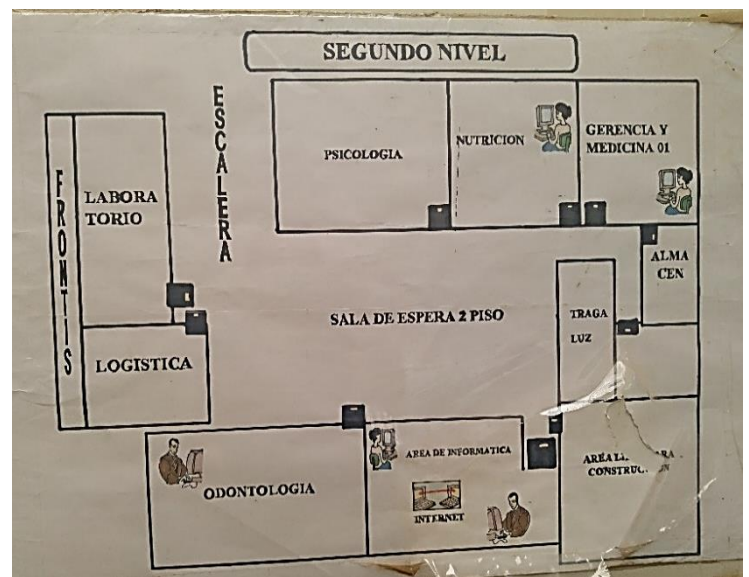 SEGUNDO NIVEL
ESCALERA
PSICOLOGIA
NUTRICION
GERENCIA Y
MEDICINA 01
FRONTIS
LABORA
TORIO
ALMA
CEN
SALA DE ESPERA 2 PISO
TRAGA
LUZ
LOGISTICA
AREA DE INFORMATICA
AREA
ODONTOLOGIA
INTERNET